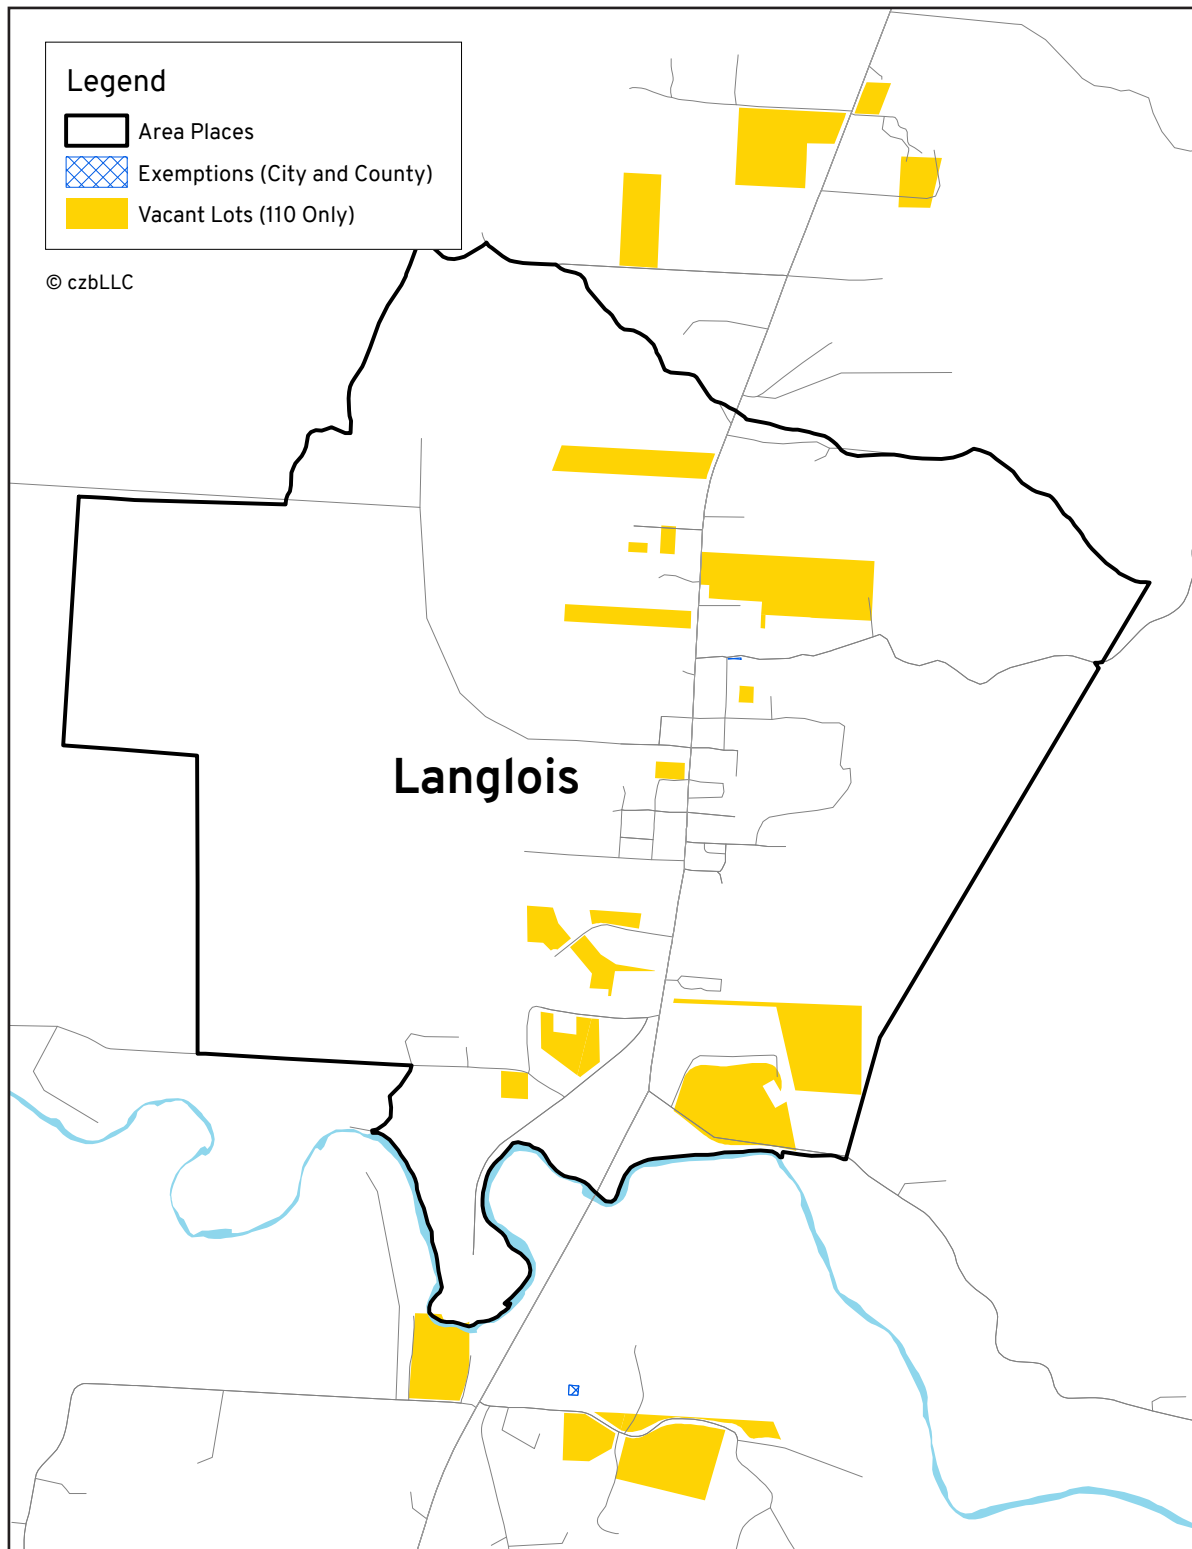 Legend
Area Places
Exemptions (City and County)
Vacant Lots (110 Only)
© czbLLC
Langlois